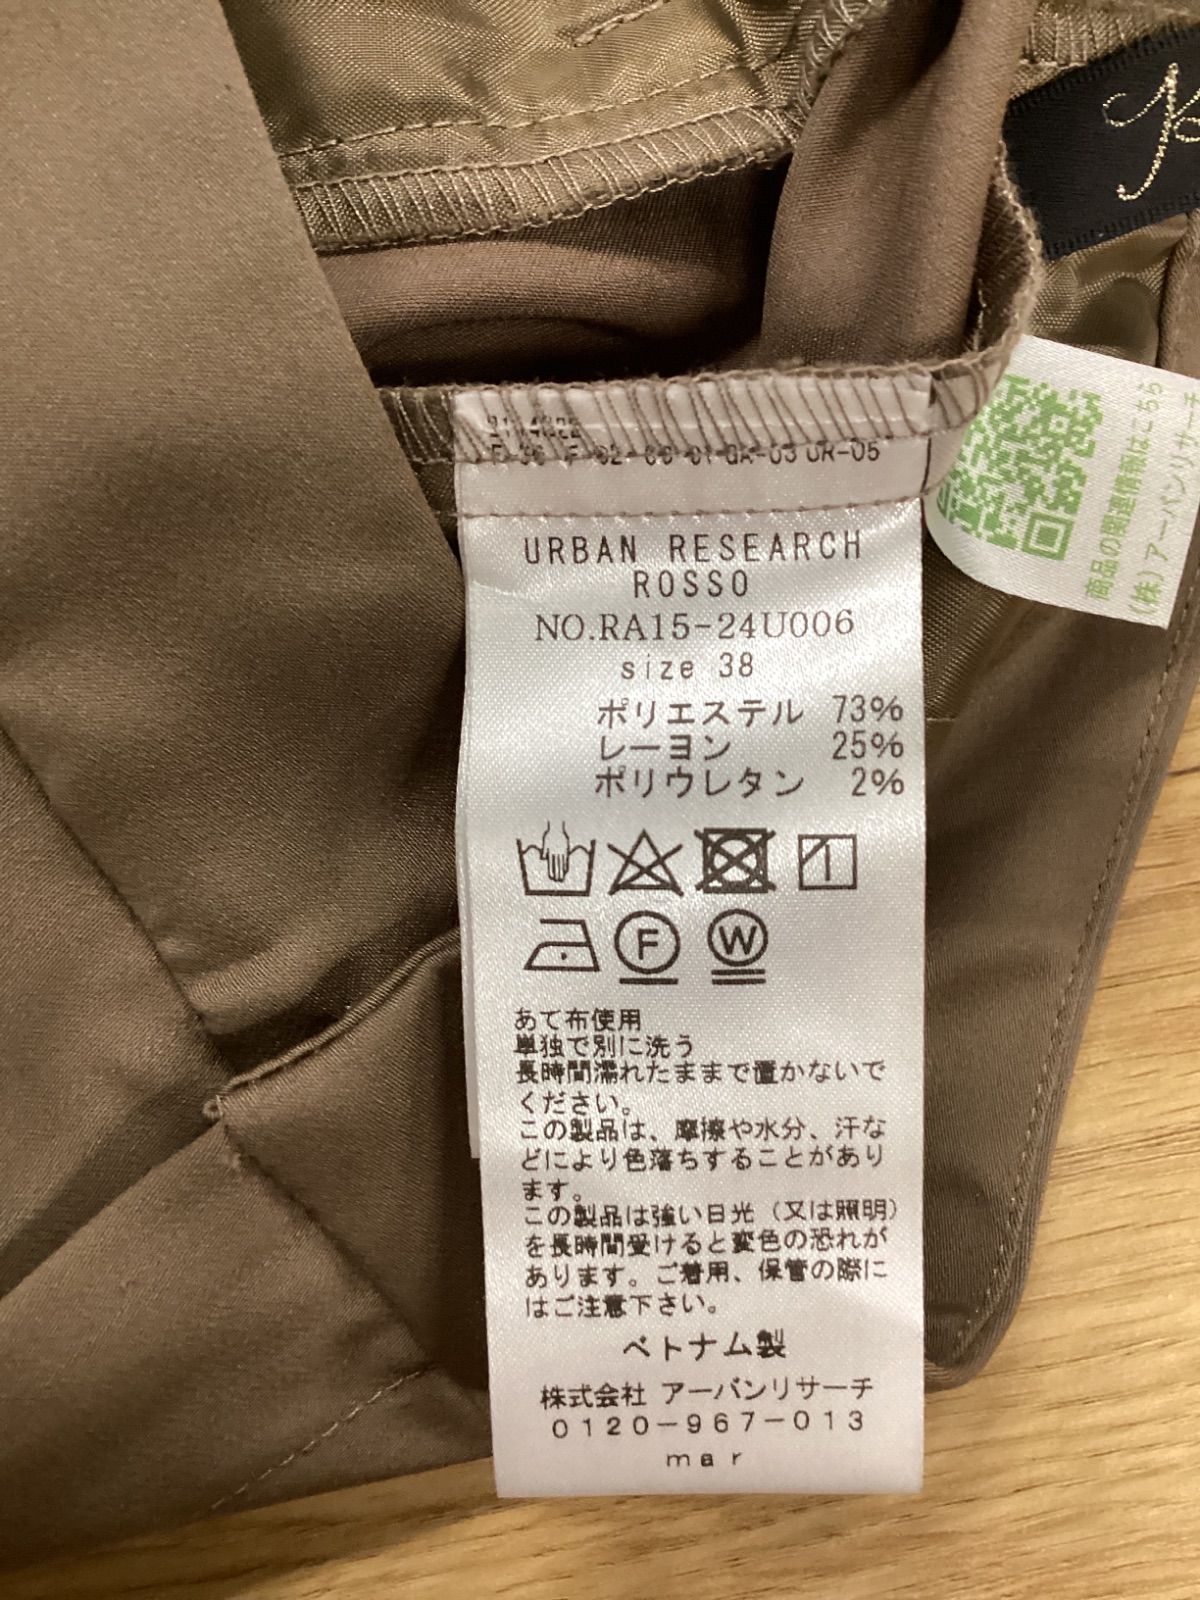 URBAN RESEARCH
ROSSO
NO.RA15-24U006
size 38
ポリエステル 73%
レーヨン 25%
ポリウレタン 2%
F
W
あて布使用
単独で別に洗う
長時間濡れたままで置かないで
ください。
この製品は、摩擦や水分、汗な
どにより色落ちすることがあり
ます。
この製品は強い日光(又は照明)
を長時間受けると変色の恐れが
あります。ご着用、保管の際に
はご注意下さい。
ベトナム製
株式会社 アーバンリサーチ
0120-967-013
mar
商品の関連情報はこちら
(株)アーバンリサーチ